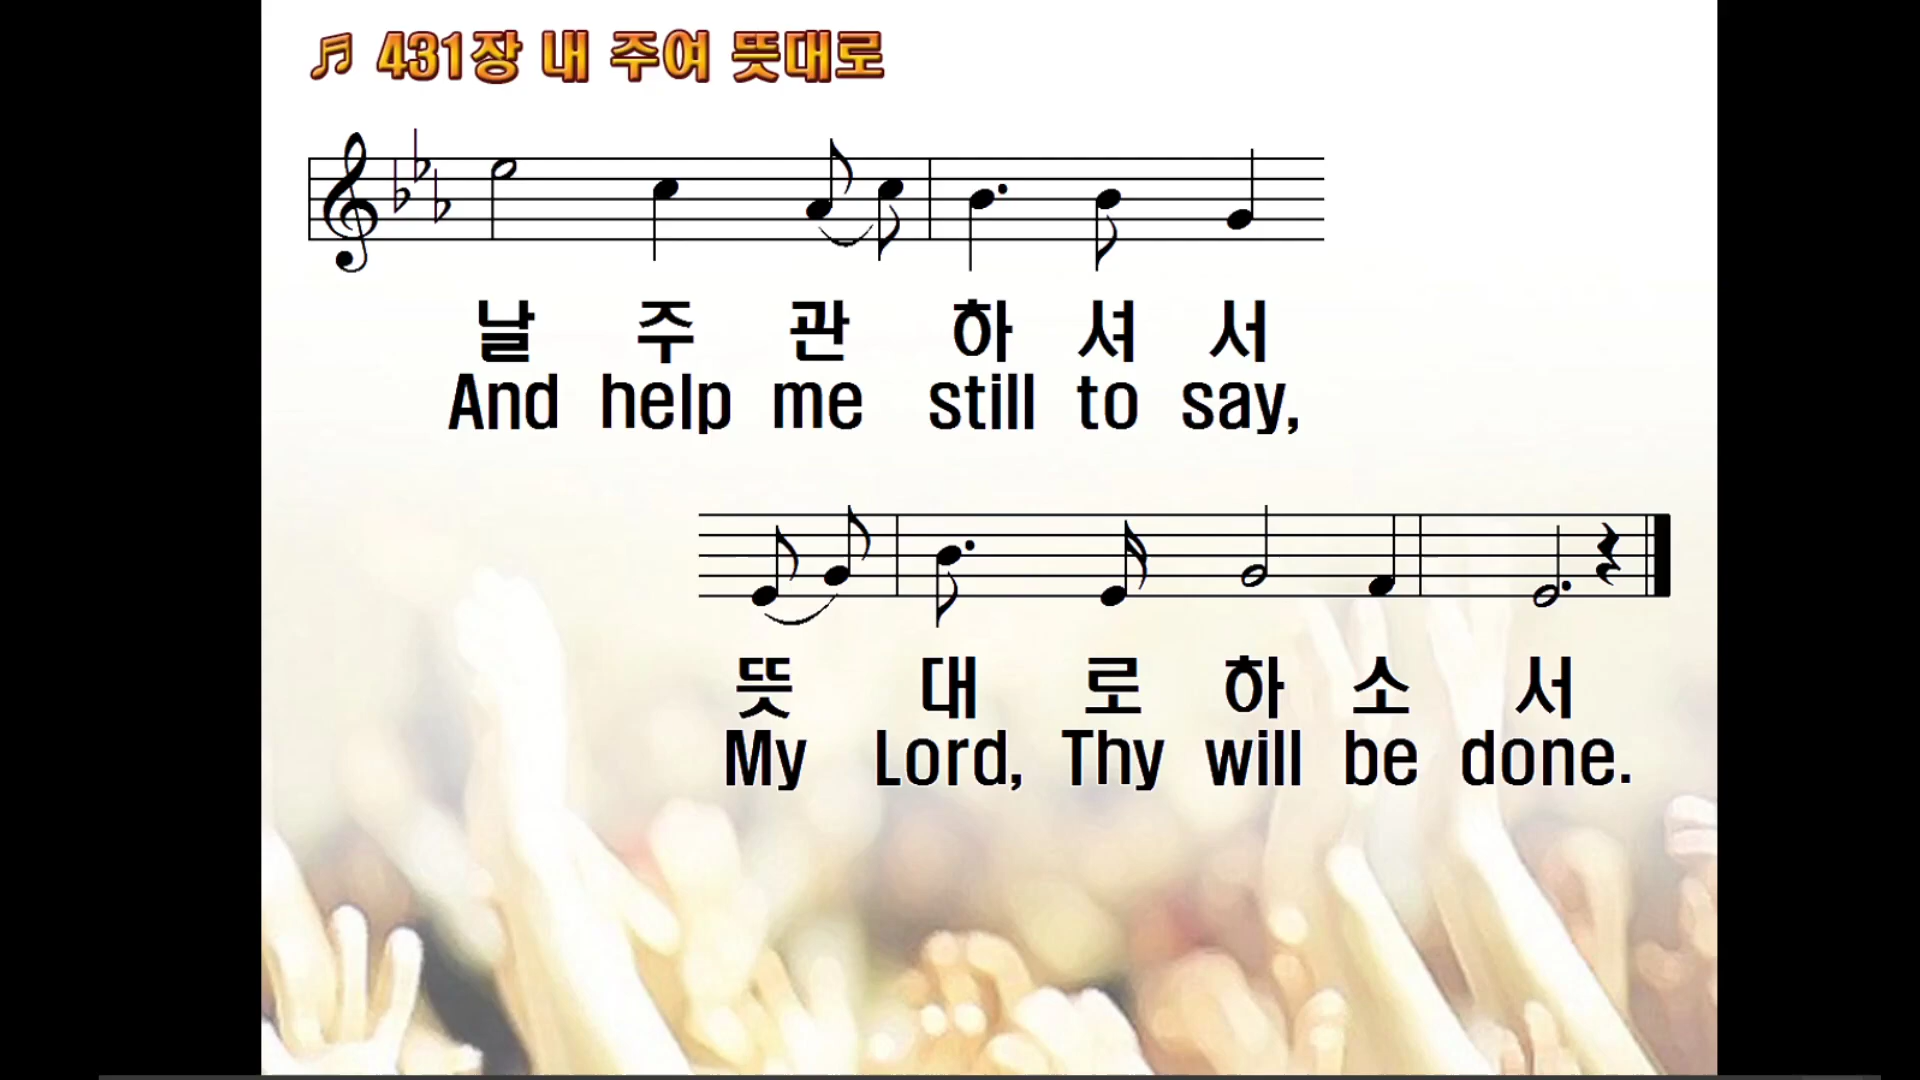 431장 내 주여 뜻대로
날 주 관 하 셔 서
And help me still to say,
뜻 대 로 하 소 서
My Lord, Thy will be done.